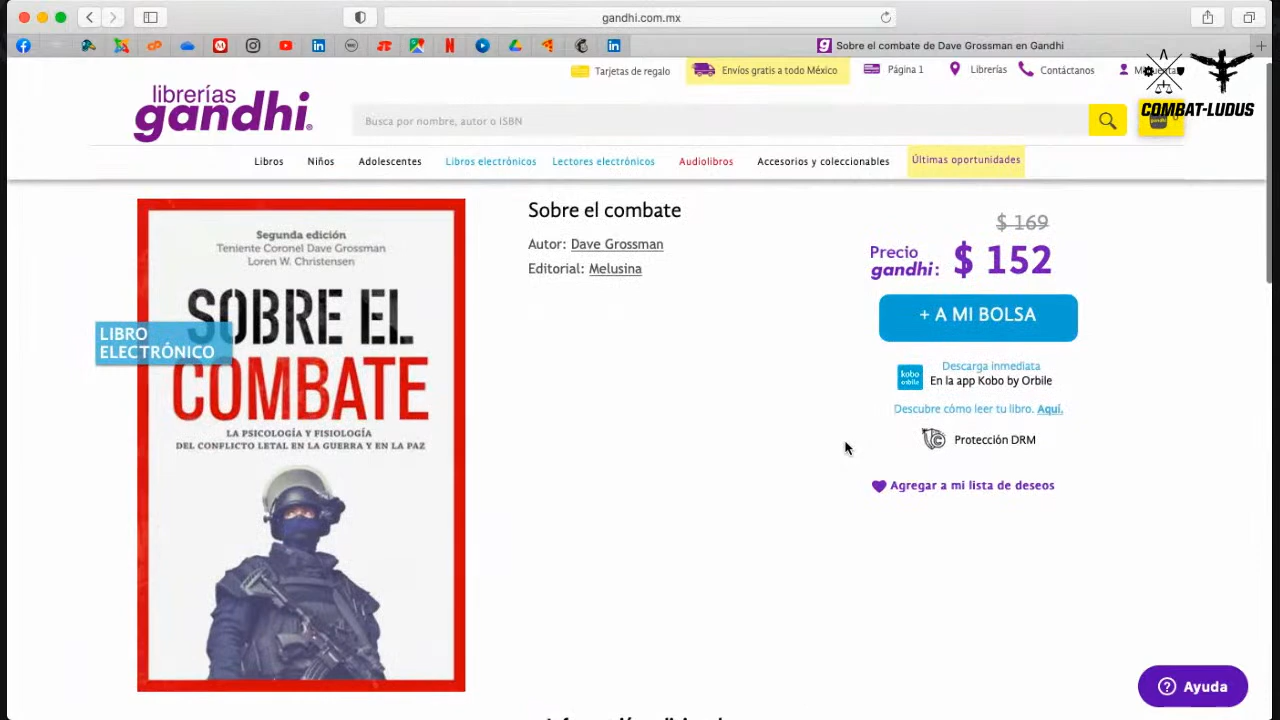 gandhi.com.mx
Sobre el combate de Dave Grossman en Gandhi
Tarjetas de regalo
Envíos gratis a todo México
Página 1
Librerías
Contáctanos
COMBAT-LUDUS
librerías
gandhi.
Busca por nombre, autor o ISBN
Libros
Niños
Adolescentes
Libros electrónicos
Lectores electrónicos
Audiolibros
Accesorios y coleccionables
Últimas oportunidades
Segunda edición
Teniente Coronel Dave Grossman
Loren W. Christensen
SOBRE EL
COMBATE
LA PSICOLOGÍA Y FISIOLOGÍA
DEL CONFLICTO LETAL EN LA GUERRA Y EN LA PAZ
LIBRO
ELECTRÓNICO
Sobre el combate
Autor: Dave Grossman
Editorial: Melusina
$ 169
Precio
gandhi: $ 152
+ A MI BOLSA
kobo
orbile
Descarga inmediata
En la app Kobo by Orbile
Descubre cómo leer tu libro. Aquí.
Protección DRM
Agregar a mi lista de deseos
Ayuda